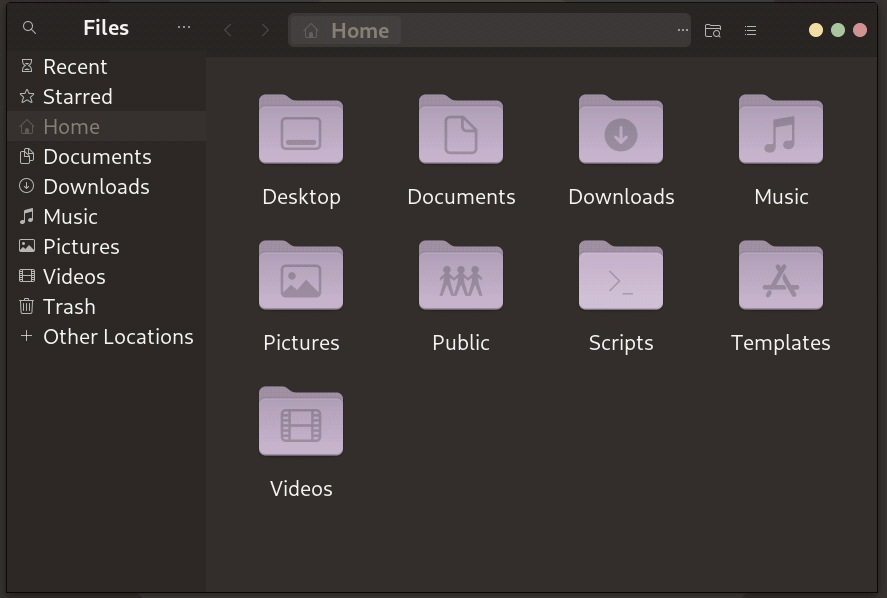 Files
Home
Recent
Starred
Home
Documents
Downloads
Music
Pictures
Videos
Trash
Other Locations
Desktop Documents Downloads Music
Pictures Public Scripts Templates
Videos